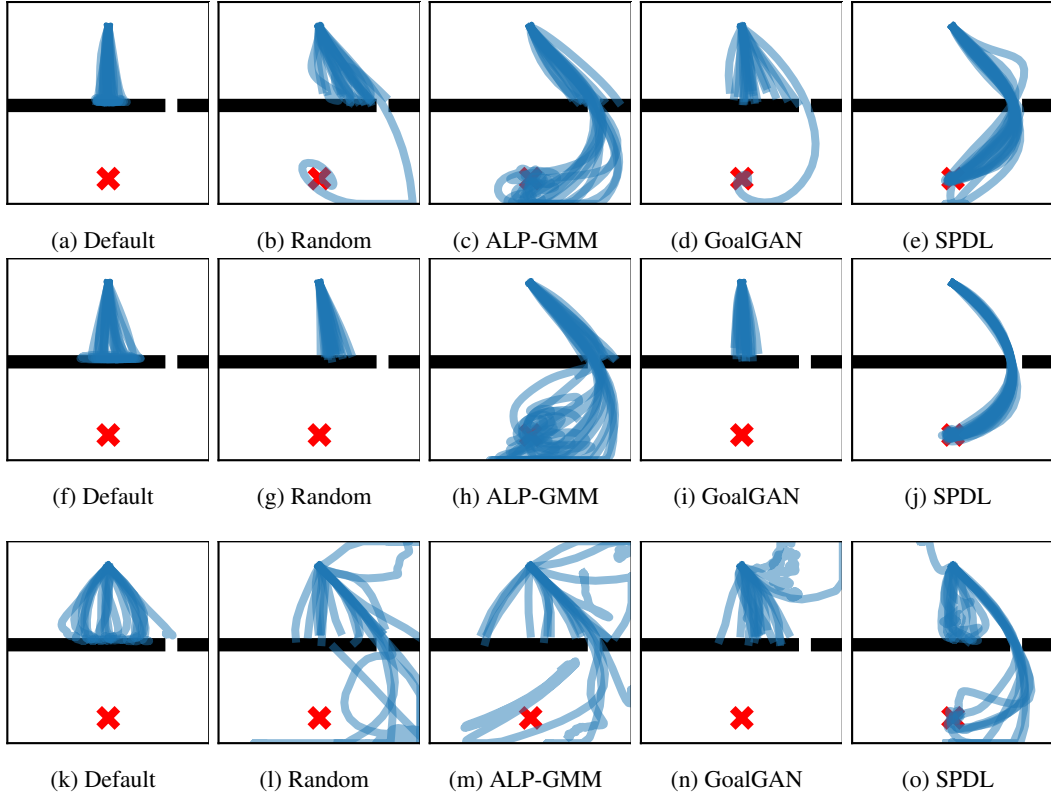 (a) Default (b) Random (c) ALP-GMM (d) GoalGAN (e) SPDL
(f) Default (g) Random (h) ALP-GMM (i) GoalGAN (j) SPDL
(k) Default (l) Random (m) ALP-GMM (n) GoalGAN (o) SPDL